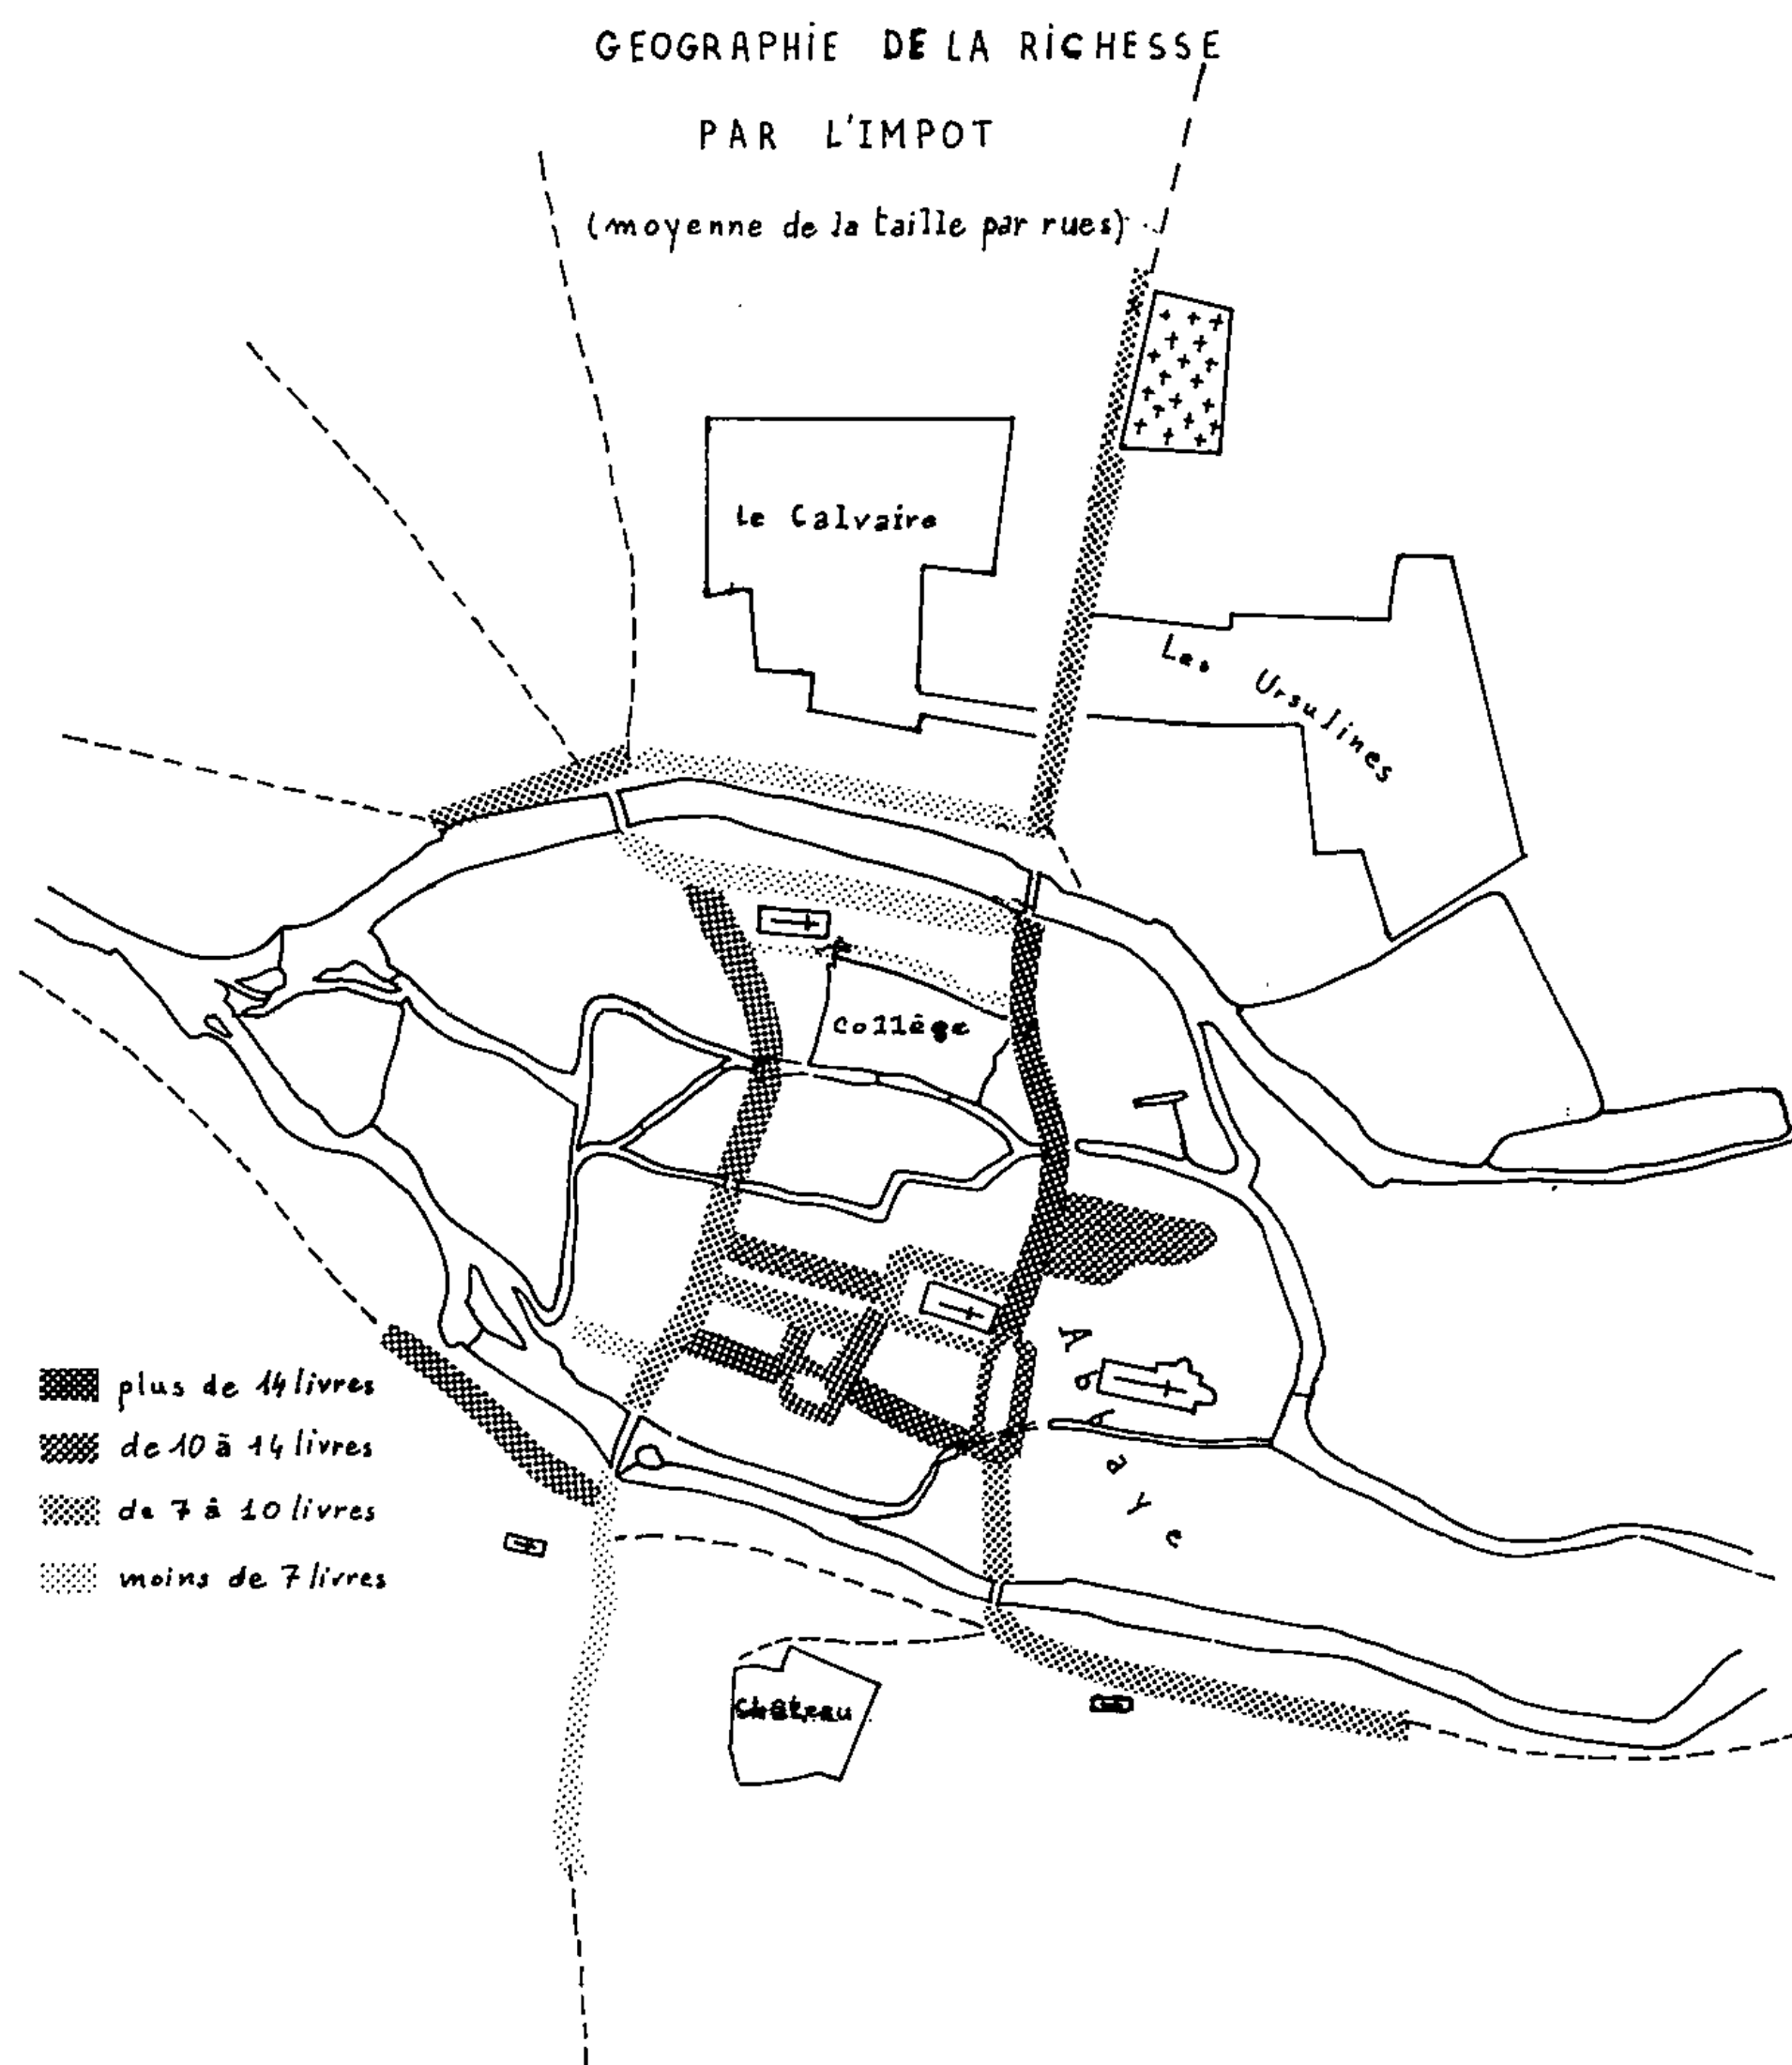 GEOGRAPHIE DE LA RICHESSE
PAR L'IMPOT
(moyenne de la taille par rues)
Le Calvaire
Les Ursulines
Collège
Abbaye
plus de 14 livres
de 10 à 14 livres
de 7 à 10 livres
moins de 7 livres
Château